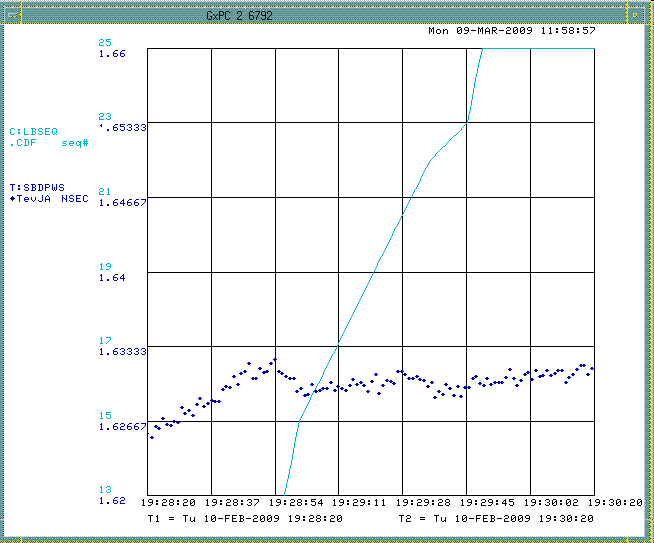 GxPC 2 6792
Mon 09-MAR-2009 11:58:57
25
1.66
23
1.65333
C:LBSEQ
.CDF seq#
T:SBDPWS
TevJA NSEC
21
1.64667
19
1.64
17
1.63333
15
1.62667
13
1.62
19:28:20 19:28:37 19:28:54 19:29:11 19:29:28 19:29:45 19:30:02 19:30:20
T1 = Tu 10-FEB-2009 19:28:20 T2 = Tu 10-FEB-2009 19:30:20